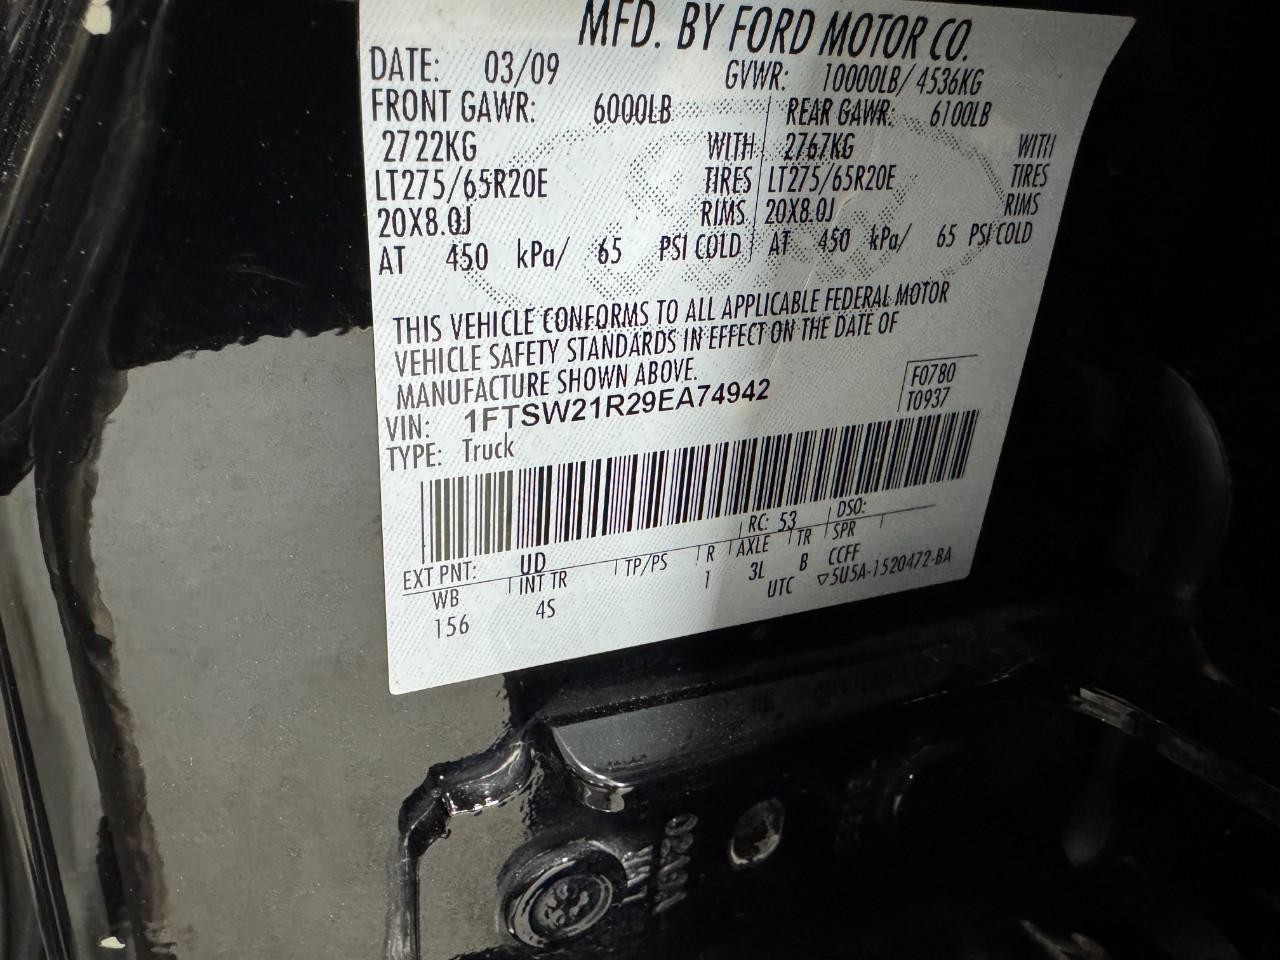 MFD. BY FORD MOTOR CO.
DATE: 03/09 GVWR: 10000LB/ 4536KG
FRONT GAWR: 6000LB REAR GAWR: 6100LB
2722KG WITH 2767KG WITH
LT275/65R20E TIRES LT275/65R20E TIRES
20X8.0J RIMS 20X8.0J RIMS
AT 450 kPa/ 65 PSI COLD AT 450 kPa/ 65 PSI COLD
THIS VEHICLE CONFORMS TO ALL APPLICABLE FEDERAL MOTOR
VEHICLE SAFETY STANDARDS IN EFFECT ON THE DATE OF
MANUFACTURE SHOWN ABOVE.
VIN: 1FTSW21R29EA74942
F0780
T0937
TYPE: Truck
EXT PNT: UD RC: 53 DSO:
WB INT TR TP/PS R AXLE TR SPR
156 4S 1 3L B CCFF
UTC ▽5U5A-1520472-BA